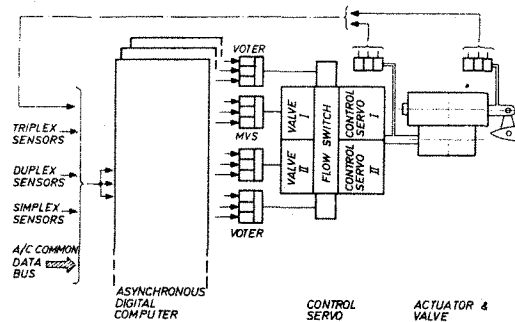 VOTER
TRIPLEX
SENSORS
DUPLEX
SENSORS
SIMPLEX
SENSORS
A/C COMMON
DATA
BUS
MVS
VOTER
VALVE I
VALVE II
FLOW SWITCH
CONTROL
SERVO I
CONTROL
SERVO II
ASYNCHRONOUS
DIGITAL
COMPUTER
CONTROL
SERVO
ACTUATOR &
VALVE